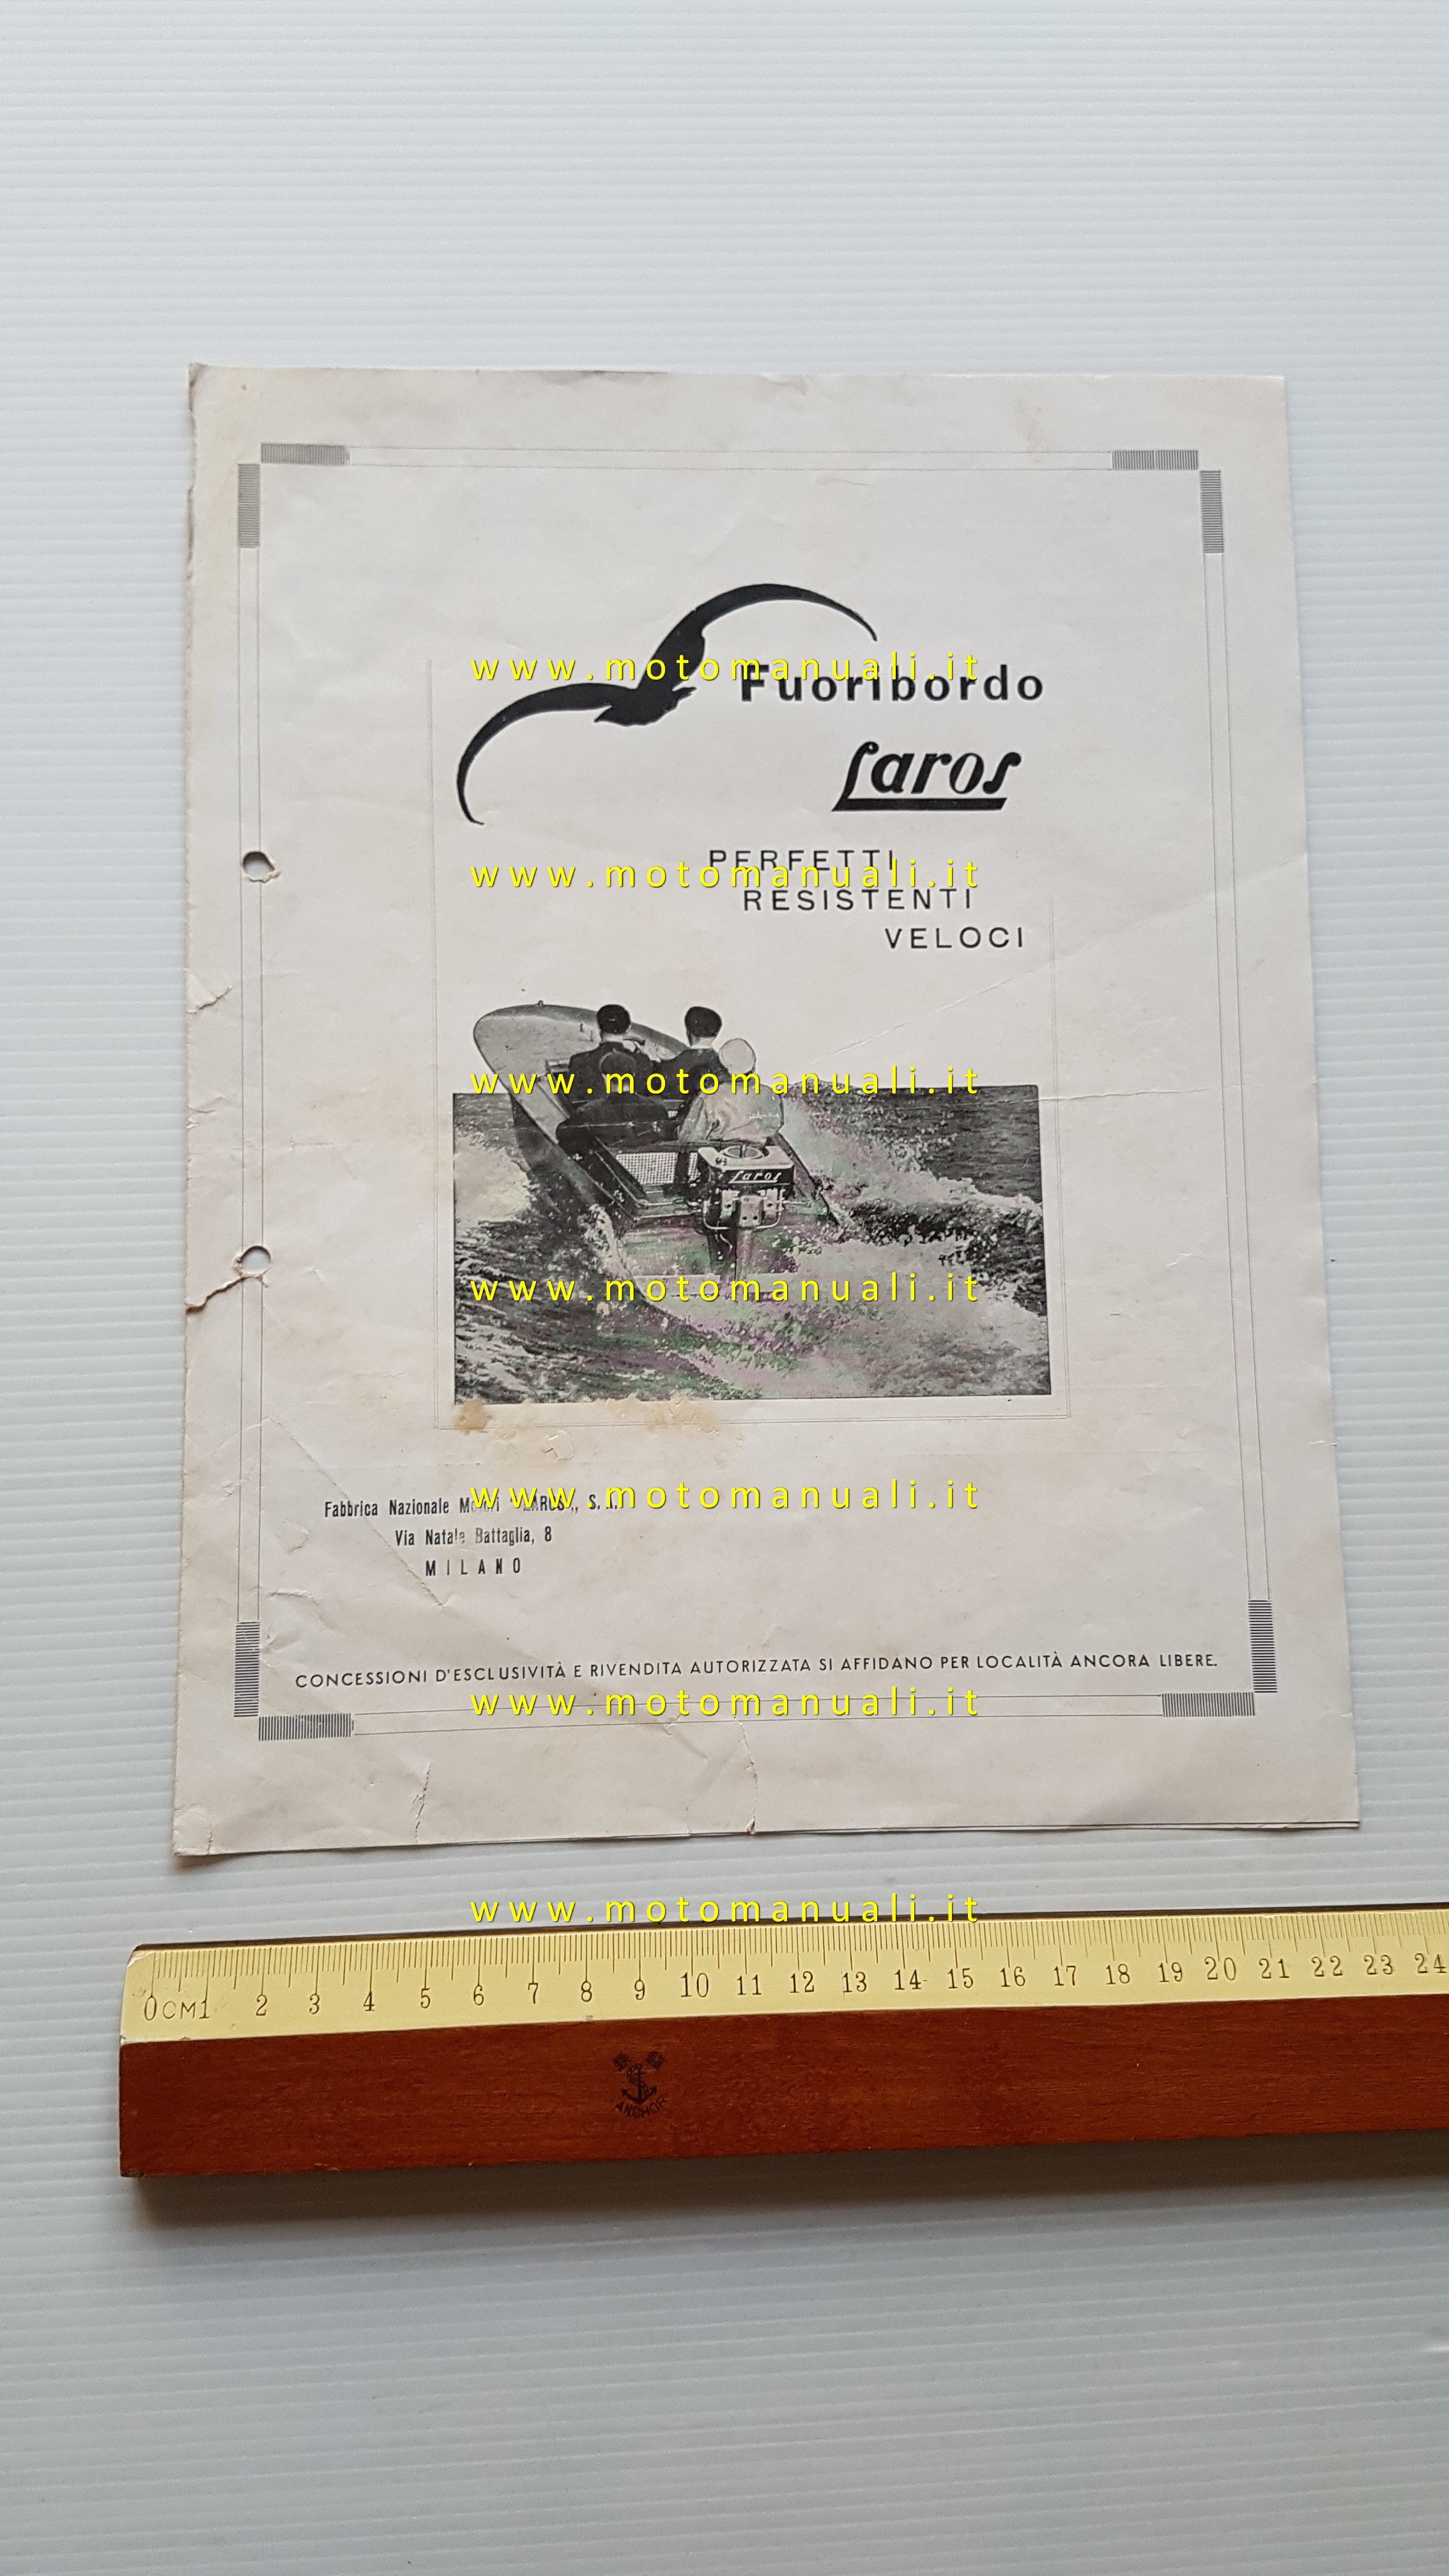 www.motomanuali.it
Fuoribordo
Laros
PERFETTI
www.motomanuali.it
RESISTENTI
VELOCI
www.motomanuali.it
Laros
www.motomanuali.it
www.motomanuali.it
Fabbrica Nazionale Motori "LAROS„ S. A.
Via Natale Battaglia, 8
MILANO
CONCESSIONI D'ESCLUSIVITÀ E RIVENDITA AUTORIZZATA SI AFFIDANO PER LOCALITÀ ANCORA LIBERE.
www.motomanuali.it
www.motomanuali.it
0CM1 2 3 4 5 6 7 8 9 10 11 12 13 14 15 16 17 18 19 20 21 22 23 24
ANCHOR